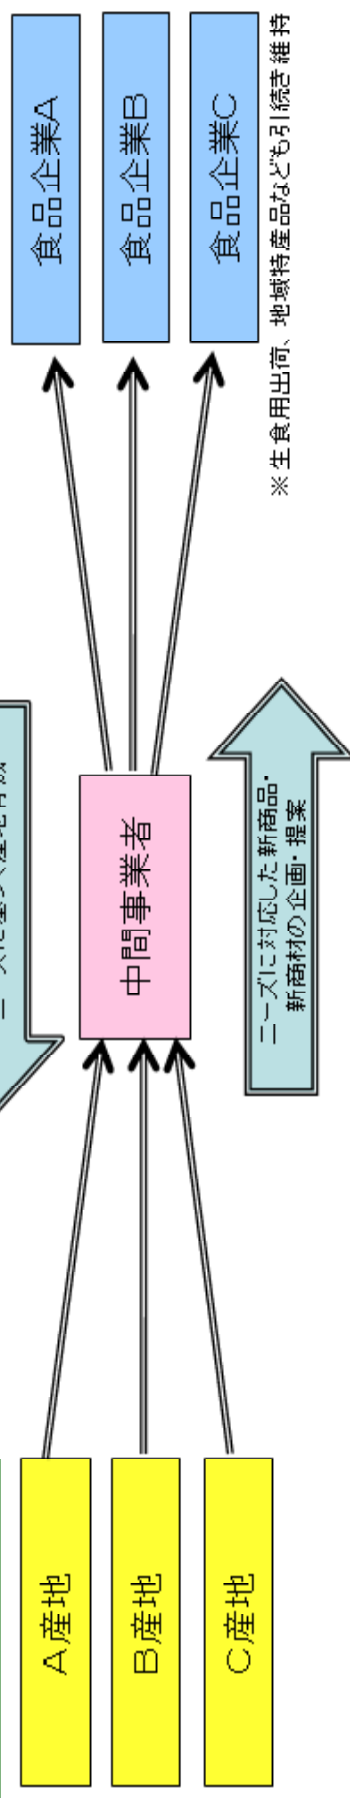 A産地
B産地
C産地
中間事業者
食品企業A
食品企業B
食品企業C
ニーズに対応した新商品・
新商材の企画・提案
※生食用出荷、地域特産品なども引続き維持